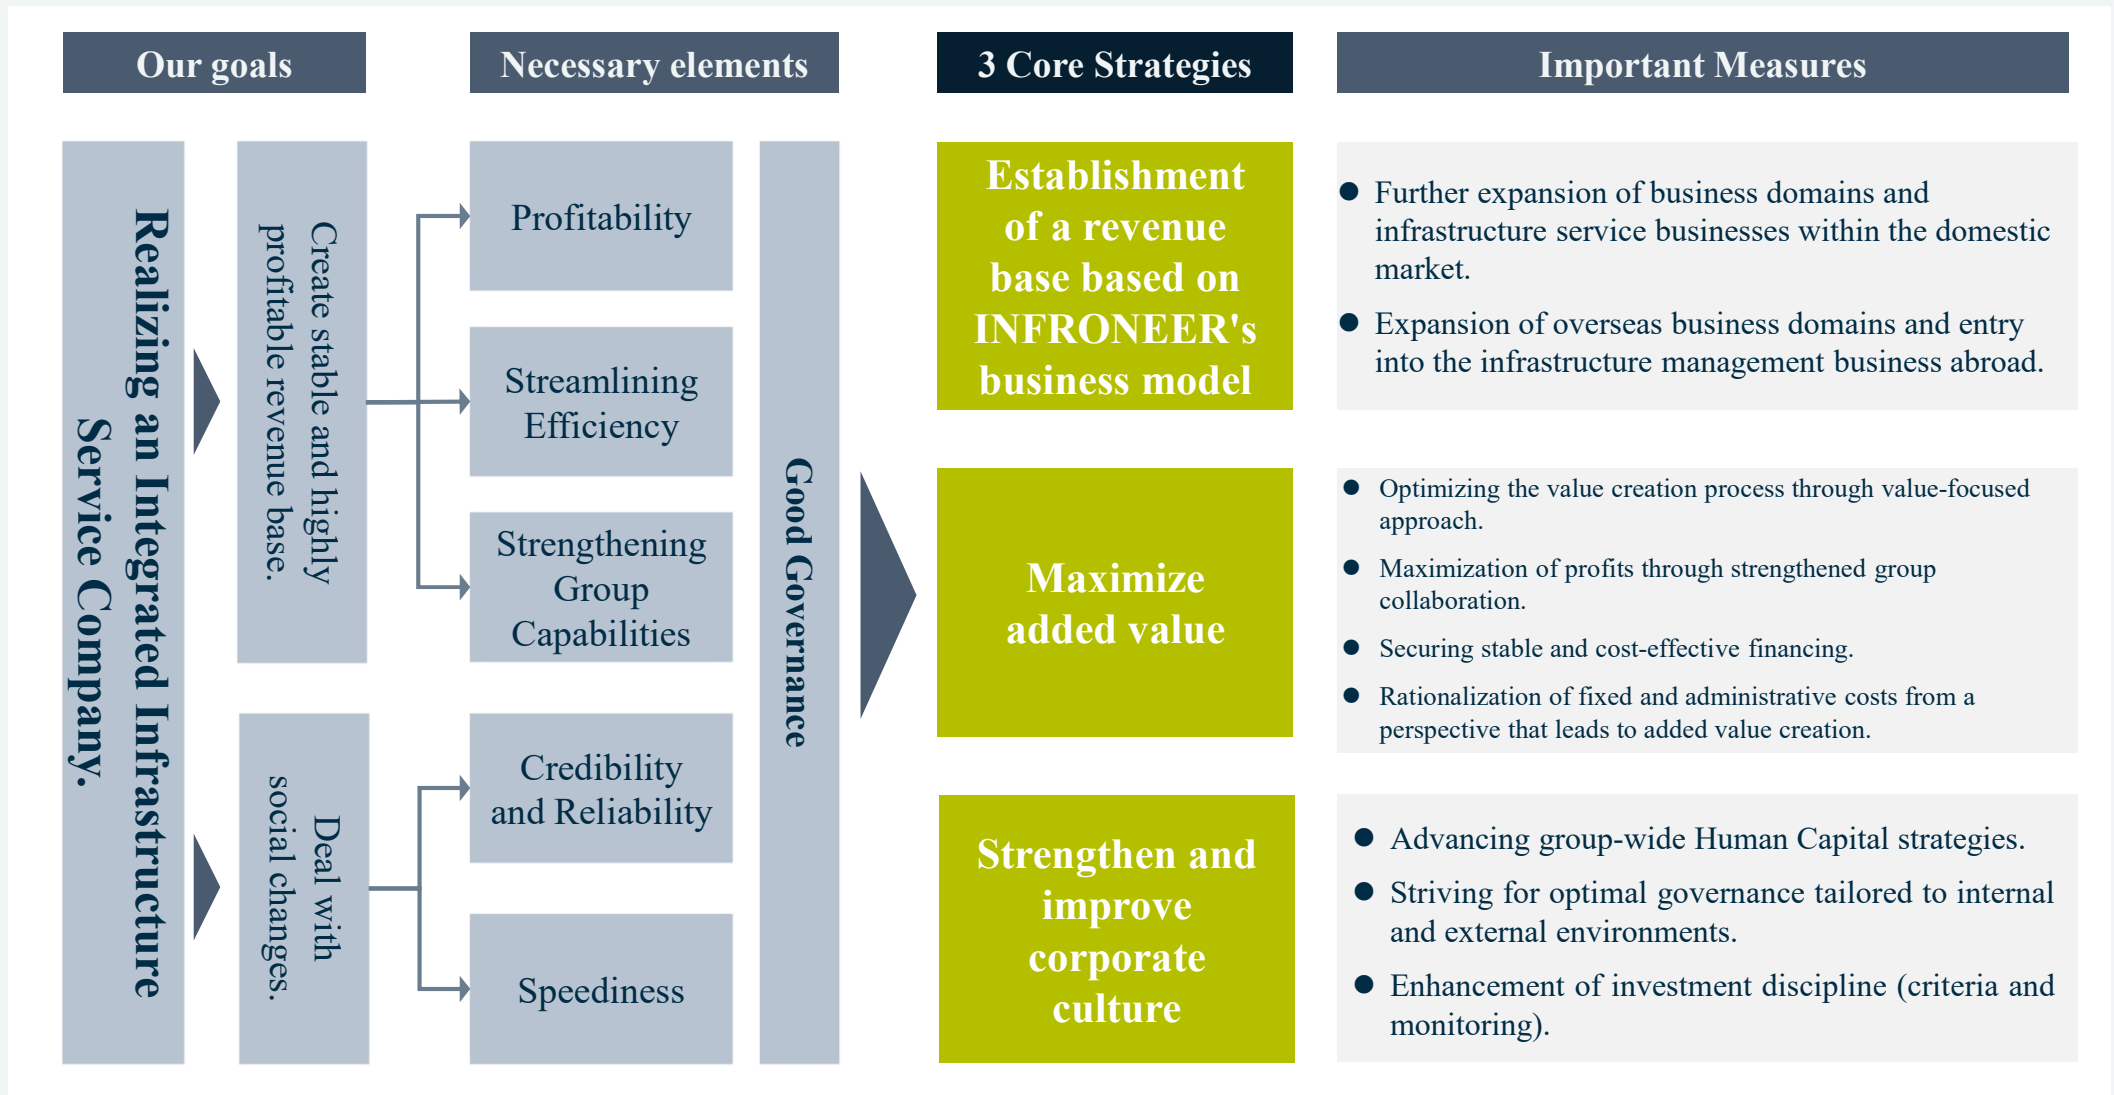 Our goals
Necessary elements
3 Core Strategies
Important Measures
Realizing an Integrated Infrastructure
Service Company.
Create stable and highly
profitable revenue base.
Deal with
social changes.
Profitability
Streamlining
Efficiency
Strengthening
Group
Capabilities
Credibility
and Reliability
Speediness
Good Governance
Establishment
of a revenue
base based on
INFRONEER's
business model
● Further expansion of business domains and
infrastructure service businesses within the domestic
market.
● Expansion of overseas business domains and entry
into the infrastructure management business abroad.
Maximize
added value
● Optimizing the value creation process through value-focused
approach.
● Maximization of profits through strengthened group
collaboration.
● Securing stable and cost-effective financing.
● Rationalization of fixed and administrative costs from a
perspective that leads to added value creation.
Strengthen and
improve
corporate
culture
● Advancing group-wide Human Capital strategies.
● Striving for optimal governance tailored to internal
and external environments.
● Enhancement of investment discipline (criteria and
monitoring).